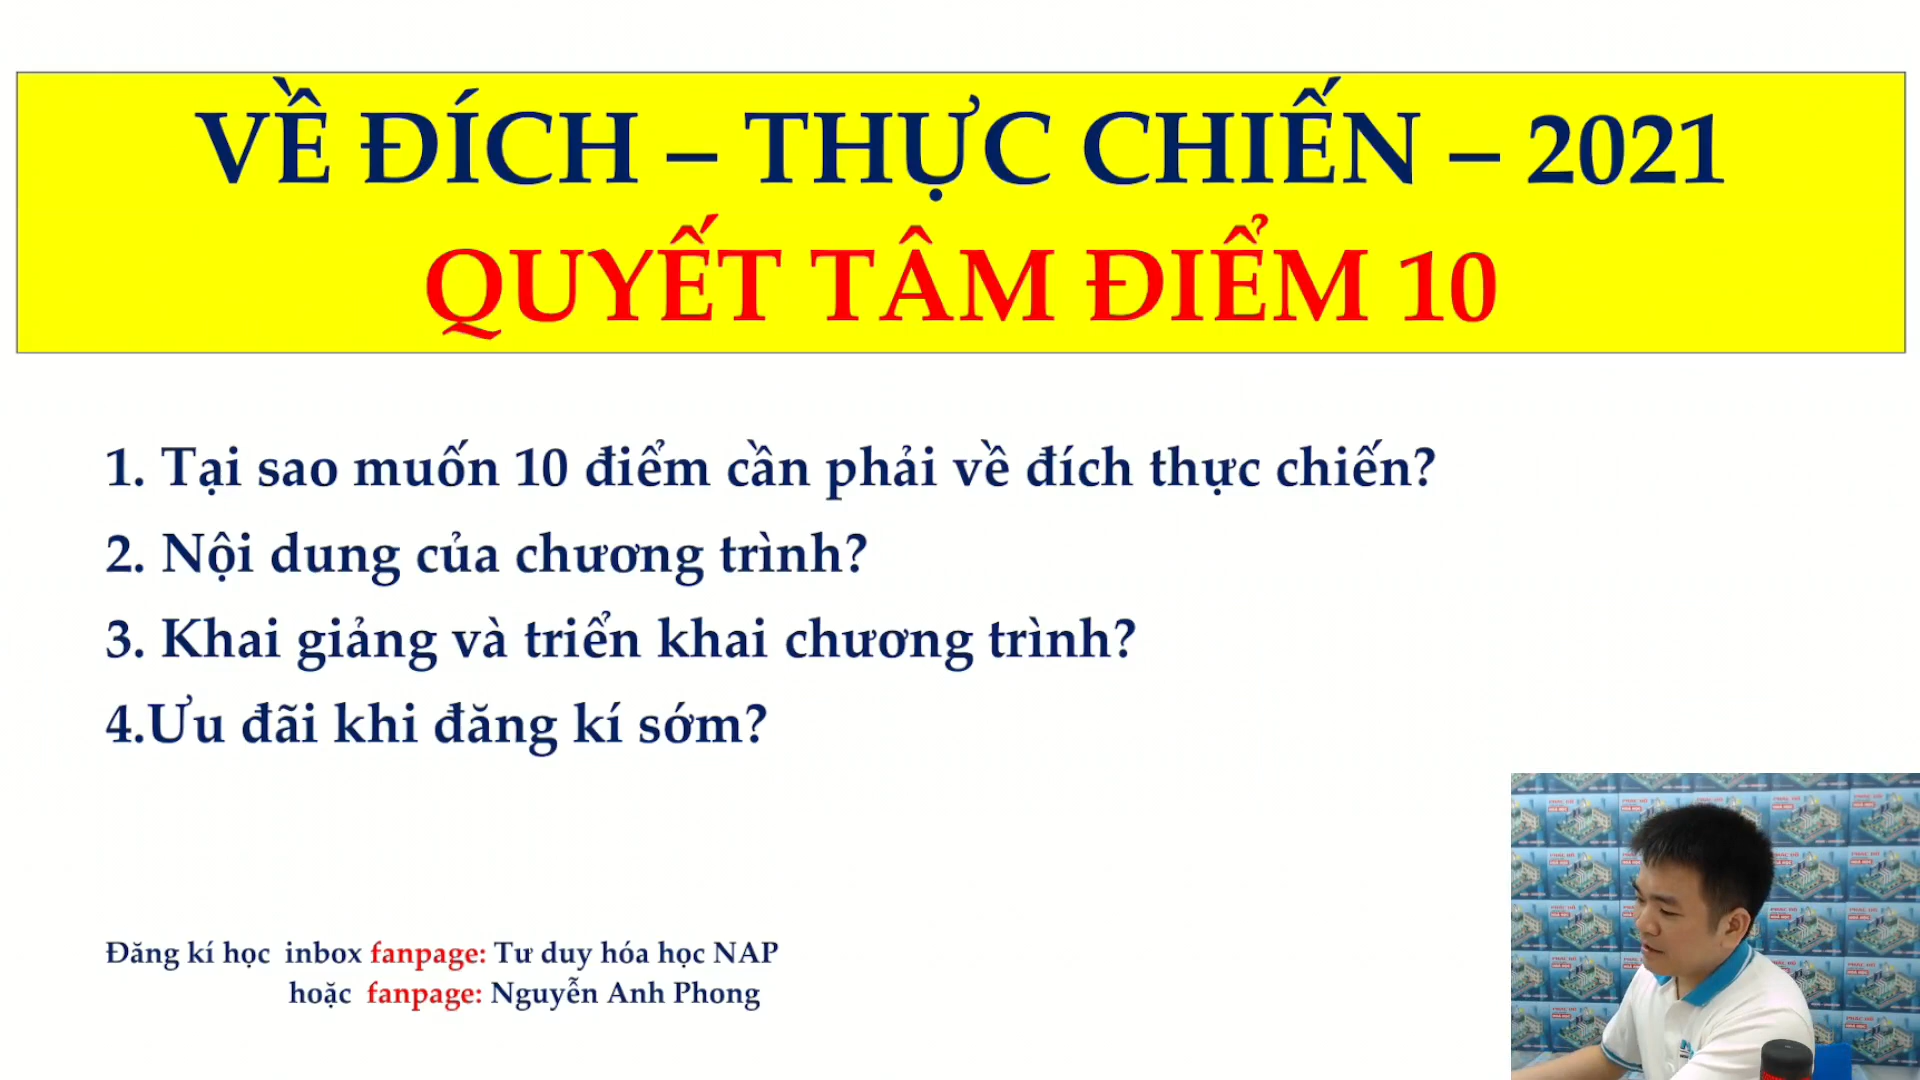 VỀ ĐÍCH – THỰC CHIẾN – 2021
QUYẾT TÂM ĐIỂM 10
1. Tại sao muốn 10 điểm cần phải về đích thực chiến?
2. Nội dung của chương trình?
3. Khai giảng và triển khai chương trình?
4.Ưu đãi khi đăng kí sớm?
Đăng kí học inbox fanpage: Tư duy hóa học NAP
hoặc fanpage: Nguyễn Anh Phong